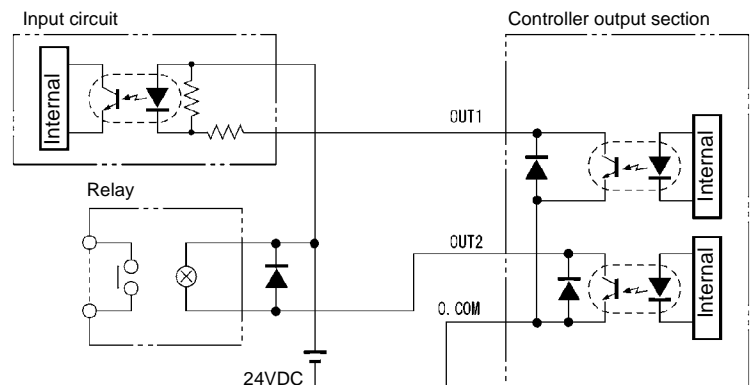 Input circuit
Controller output section
Internal
OUT1
Internal
Relay
OUT2
Internal
0. COM
24VDC